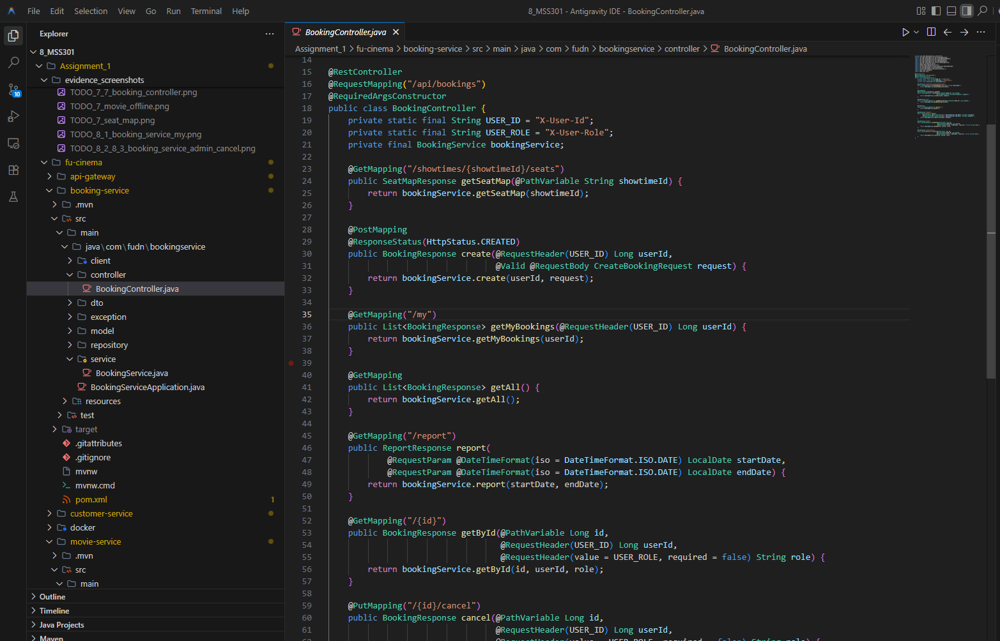 File Edit Selection View Go Run Terminal Help
8_MSS301 - Antigravity IDE - BookingController.java
Explorer
8_MSS301
Assignment_1
evidence_screenshots
TODO_7_7_booking_controller.png
TODO_7_movie_offline.png
TODO_7_seat_map.png
TODO_8_1_booking_service_my.png
TODO_8_2_8_3_booking_service_admin_cancel.png
fu-cinema
api-gateway
booking-service
.mvn
src
main
java\com\fudn\bookingservice
client
controller
BookingController.java
dto
exception
model
repository
service
BookingService.java
BookingServiceApplication.java
resources
test
target
.gitattributes
.gitignore
mvnw
mvnw.cmd
pom.xml 1
customer-service
docker
movie-service
.mvn
src
main
Outline
Timeline
Java Projects
Maven
10
BookingController.java
Assignment_1 > fu-cinema > booking-service > src > main > java > com > fudn > bookingservice > controller > BookingController.java
14
15 @RestController
16 @RequestMapping("/api/bookings")
17 @RequiredArgsConstructor
18 public class BookingController {
19 private static final String USER_ID = "X-User-Id";
20 private static final String USER_ROLE = "X-User-Role";
21 private final BookingService bookingService;
22
23 @GetMapping("/showtimes/{showtimeId}/seats")
24 public SeatMapResponse getSeatMap(@PathVariable String showtimeId) {
25 return bookingService.getSeatMap(showtimeId);
26 }
27
28 @PostMapping
29 @ResponseStatus(HttpStatus.CREATED)
30 public BookingResponse create(@RequestHeader(USER_ID) Long userId,
31 @Valid @RequestBody CreateBookingRequest request) {
32 return bookingService.create(userId, request);
33 }
34
35 @GetMapping("/my")
36 public List<BookingResponse> getMyBookings(@RequestHeader(USER_ID) Long userId) {
37 return bookingService.getMyBookings(userId);
38 }
39
40 @GetMapping
41 public List<BookingResponse> getAll() {
42 return bookingService.getAll();
43 }
44
45 @GetMapping("/report")
46 public ReportResponse report(
47 @RequestParam @DateTimeFormat(iso = DateTimeFormat.ISO.DATE) LocalDate startDate,
48 @RequestParam @DateTimeFormat(iso = DateTimeFormat.ISO.DATE) LocalDate endDate) {
49 return bookingService.report(startDate, endDate);
50 }
51
52 @GetMapping("/{id}")
53 public BookingResponse getById(@PathVariable Long id,
54 @RequestHeader(USER_ID) Long userId,
55 @RequestHeader(value = USER_ROLE, required = false) String role) {
56 return bookingService.getById(id, userId, role);
57 }
58
59 @PutMapping("/{id}/cancel")
60 public BookingResponse cancel(@PathVariable Long id,
61 @RequestHeader(USER_ID) Long userId,